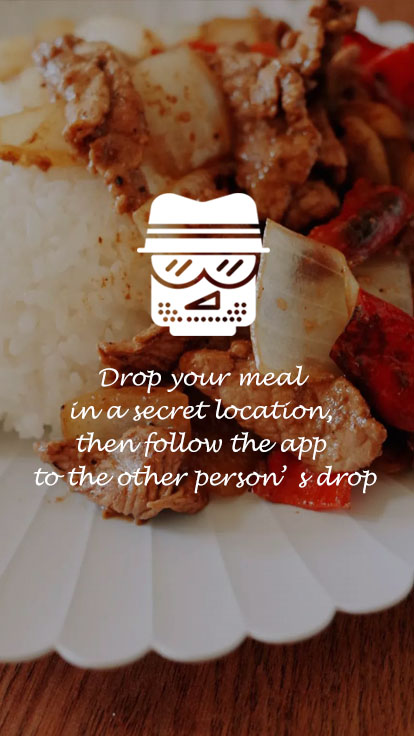 Drop your meal
in a secret location,
then follow the app
to the other person’s drop